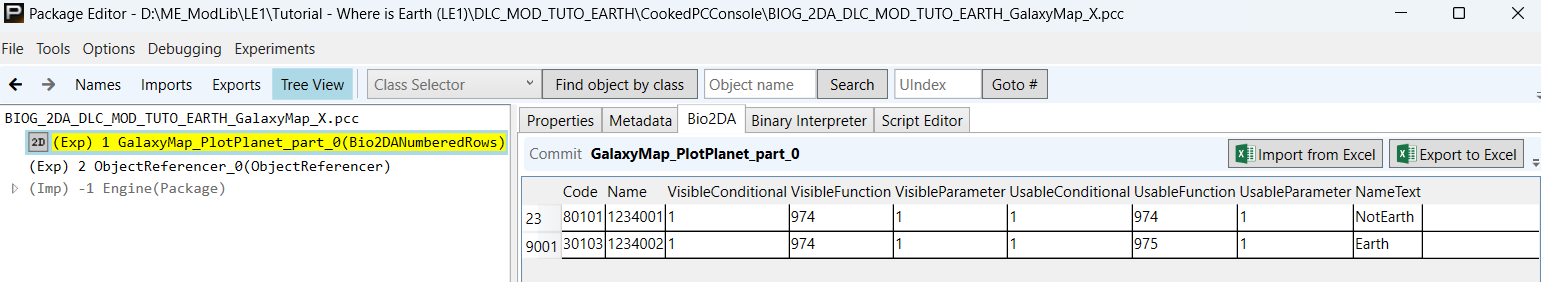 Package Editor - D:\ME_ModLib\LE1\Tutorial - Where is Earth (LE1)\DLC_MOD_TUTO_EARTH\CookedPCConsole\BIOG_2DA_DLC_MOD_TUTO_EARTH_GalaxyMap_X.pcc
File Tools Options Debugging Experiments
Names Imports Exports Tree View Class Selector Find object by class Object name Search UIndex Goto #
BIOG_2DA_DLC_MOD_TUTO_EARTH_GalaxyMap_X.pcc
2D (Exp) 1 GalaxyMap_PlotPlanet_part_0(Bio2DANumberedRows)
(Exp) 2 ObjectReferencer_0(ObjectReferencer)
(Imp) -1 Engine(Package)
Properties Metadata Bio2DA Binary Interpreter Script Editor
Commit GalaxyMap_PlotPlanet_part_0 Import from Excel Export to Excel
Code Name VisibleConditional VisibleFunction VisibleParameter UsableConditional UsableFunction UsableParameter NameText
23 80101 1234001 1 974 1 1 974 1 NotEarth
9001 30103 1234002 1 974 1 1 975 1 Earth